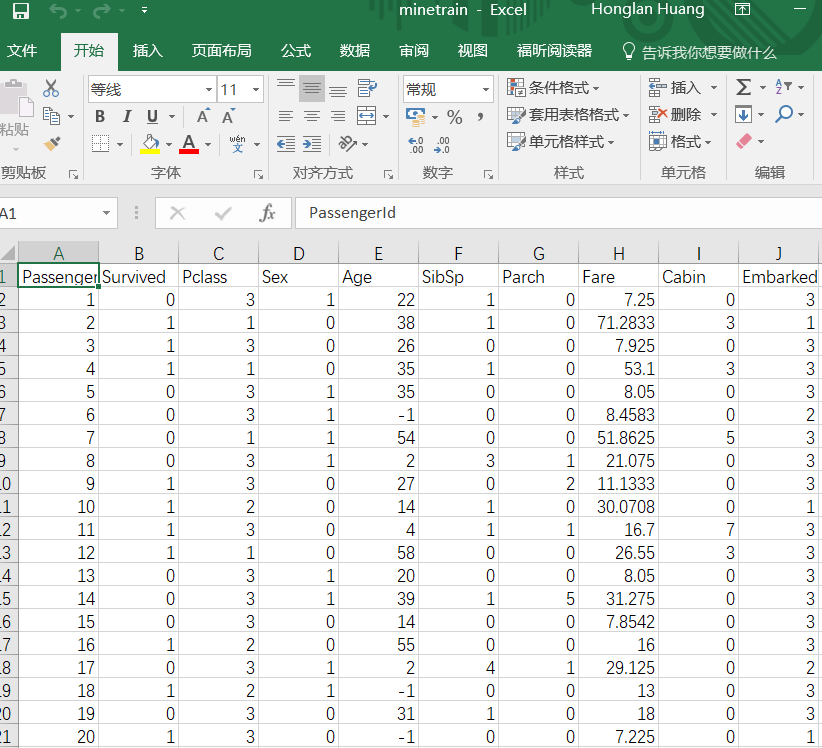 minetrain - Excel Honglan Huang
文件 开始 插入 页面布局 公式 数据 审阅 视图 福昕阅读器 告诉我你想要做什么
等线 11 常规 条件格式 插入 Σ A Z
粘贴 B I U A A % , 套用表格格式 删除
A wén 文 .00 .00 单元格样式 格式
剪贴板 字体 对齐方式 数字 样式 单元格 编辑
A1 fx PassengerId
A B C D E F G H I J
1 Passenger Survived Pclass Sex Age SibSp Parch Fare Cabin Embarked
2 1 0 3 1 22 1 0 7.25 0 3
3 2 1 1 0 38 1 0 71.2833 3 1
4 3 1 3 0 26 0 0 7.925 0 3
5 4 1 1 0 35 1 0 53.1 3 3
6 5 0 3 1 35 0 0 8.05 0 3
7 6 0 3 1 -1 0 0 8.4583 0 2
8 7 0 1 1 54 0 0 51.8625 5 3
9 8 0 3 1 2 3 1 21.075 0 3
10 9 1 3 0 27 0 2 11.1333 0 3
11 10 1 2 0 14 1 0 30.0708 0 1
12 11 1 3 0 4 1 1 16.7 7 3
13 12 1 1 0 58 0 0 26.55 3 3
14 13 0 3 1 20 0 0 8.05 0 3
15 14 0 3 1 39 1 5 31.275 0 3
16 15 0 3 0 14 0 0 7.8542 0 3
17 16 1 2 0 55 0 0 16 0 3
18 17 0 3 1 2 4 1 29.125 0 2
19 18 1 2 1 -1 0 0 13 0 3
20 19 0 3 0 31 1 0 18 0 3
21 20 1 3 0 -1 0 0 7.225 0 1